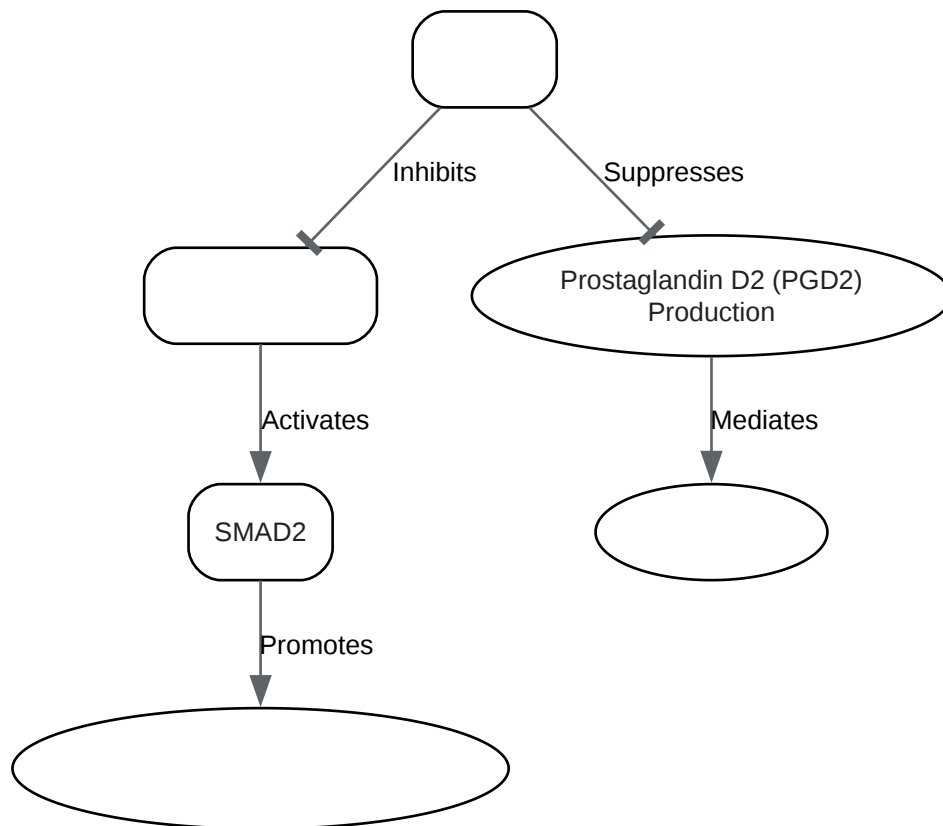 Inhibits
Suppresses
Prostaglandin D2 (PGD2)
Production
Activates
Mediates
SMAD2
Promotes